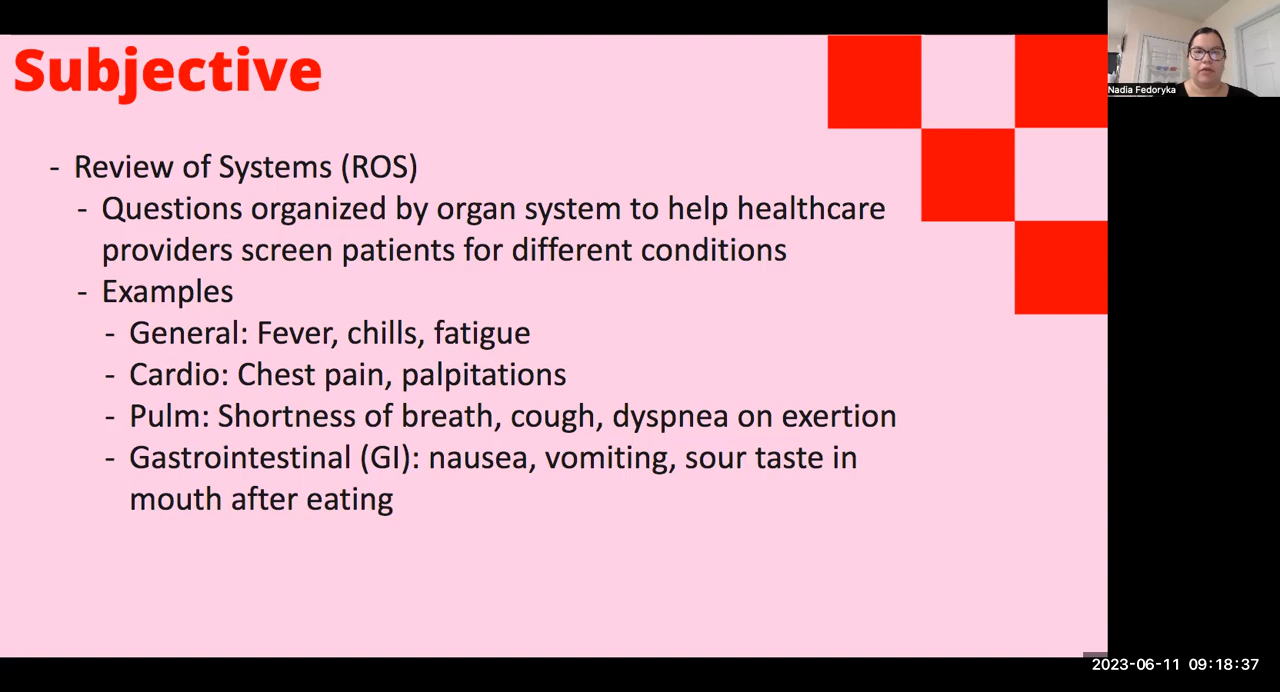 Subjective
Nadia Fedoryka
- Review of Systems (ROS)
- Questions organized by organ system to help healthcare
providers screen patients for different conditions
- Examples
- General: Fever, chills, fatigue
- Cardio: Chest pain, palpitations
- Pulm: Shortness of breath, cough, dyspnea on exertion
- Gastrointestinal (GI): nausea, vomiting, sour taste in
mouth after eating
2023-06-11 09:18:37